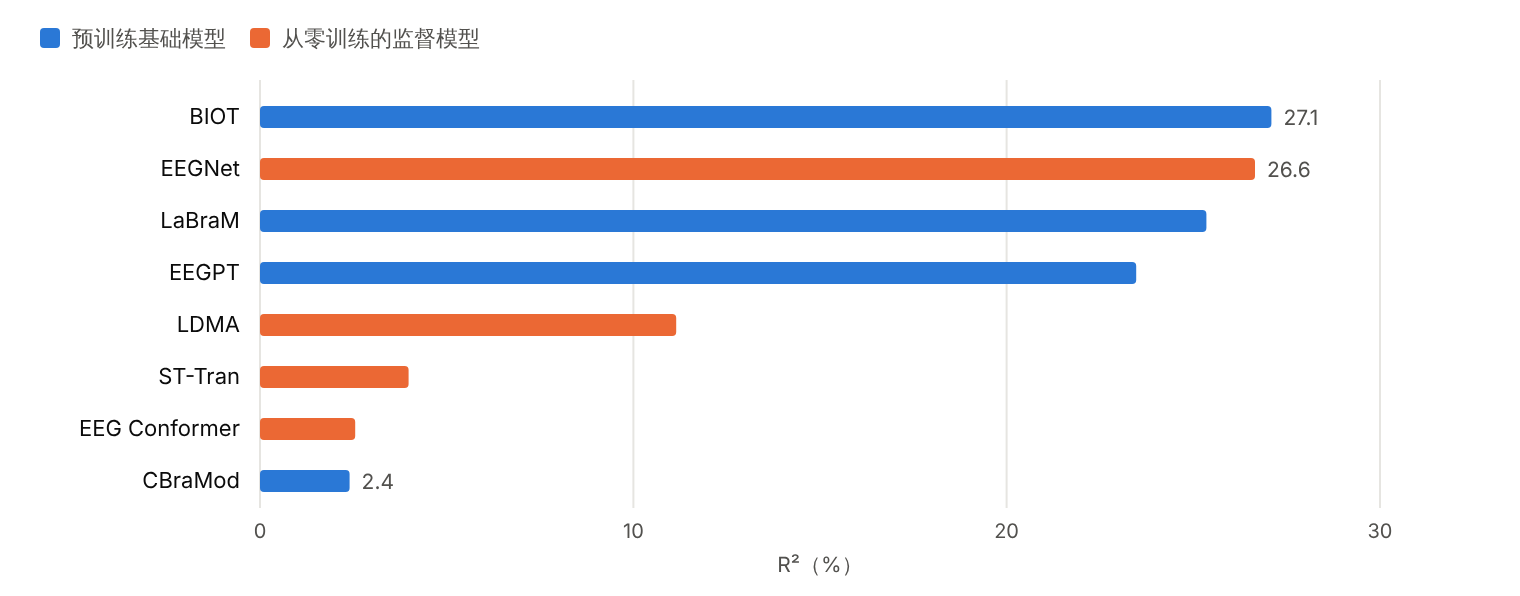 预训练基础模型 从零训练的监督模型
BIOT 27.1
EEGNet 26.6
LaBraM
EEGPT
LDMA
ST-Tran
EEG Conformer
CBraMod 2.4
0 10 20 30
R²（%）